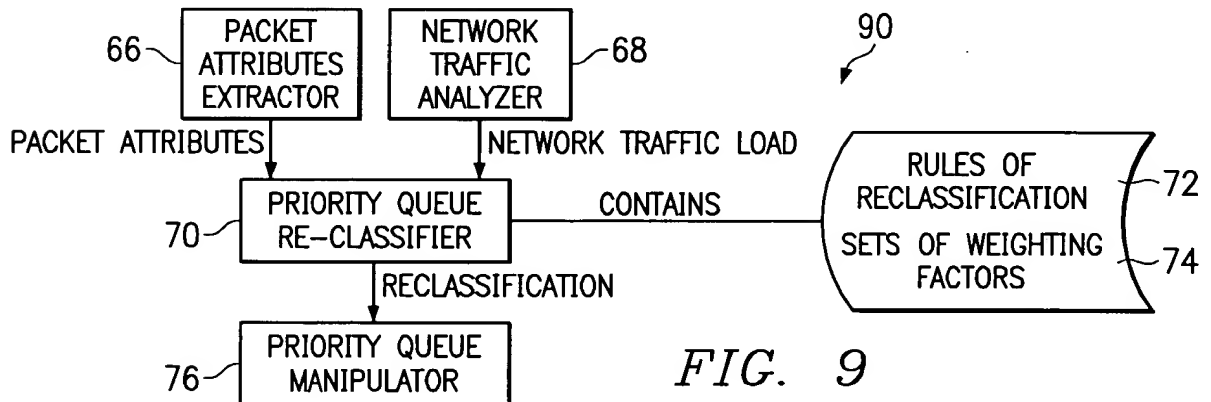 66
PACKET
ATTRIBUTES
EXTRACTOR
NETWORK
TRAFFIC
ANALYZER
68
90
PACKET ATTRIBUTES
NETWORK TRAFFIC LOAD
70
PRIORITY QUEUE
RE-CLASSIFIER
CONTAINS
RULES OF
RECLASSIFICATION
72
SETS OF WEIGHTING
FACTORS
74
RECLASSIFICATION
76
PRIORITY QUEUE
MANIPULATOR
FIG. 9